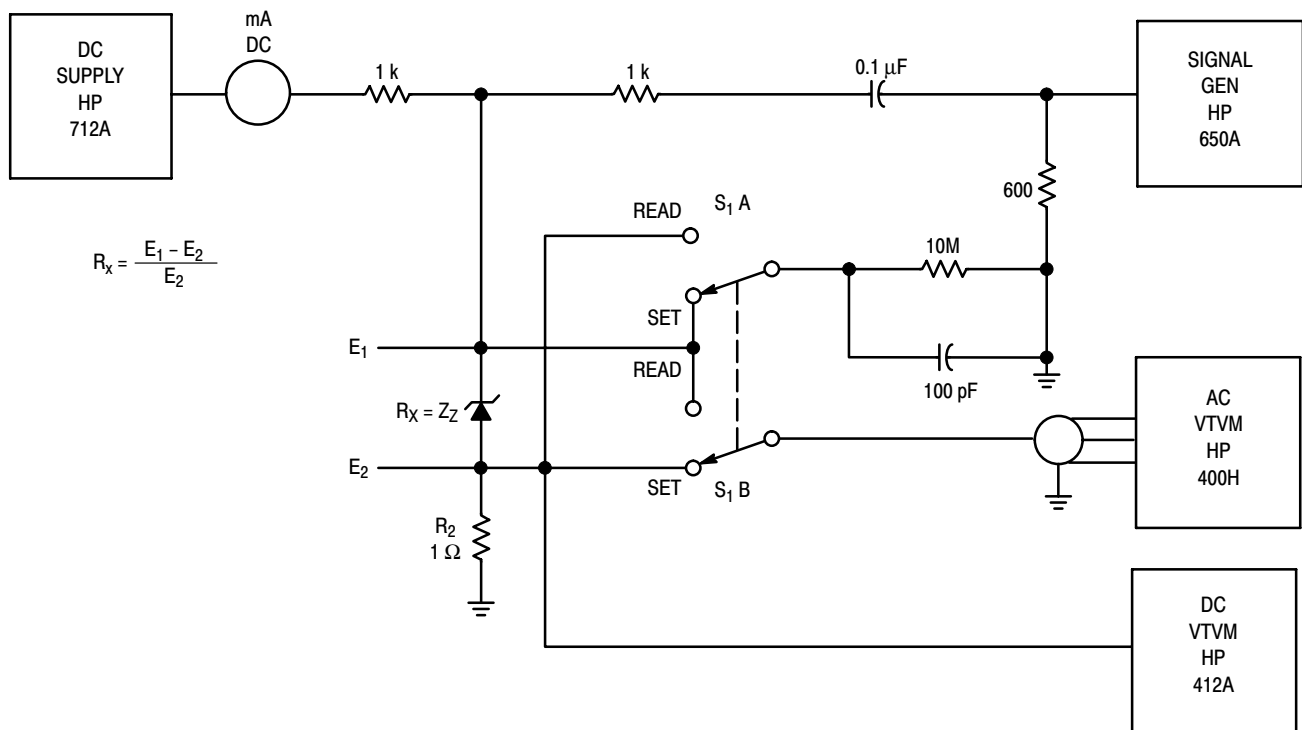 mA
DC
DC
SUPPLY
HP
712A
1 k
1 k
0.1 μF
SIGNAL
GEN
HP
650A
600
READ
S1 A
Rx = E1 − E2
E2
10M
SET
E1
READ
100 pF
RX = ZZ
AC
VTVM
HP
400H
E2
SET
S1 B
R2
1 Ω
DC
VTVM
HP
412A